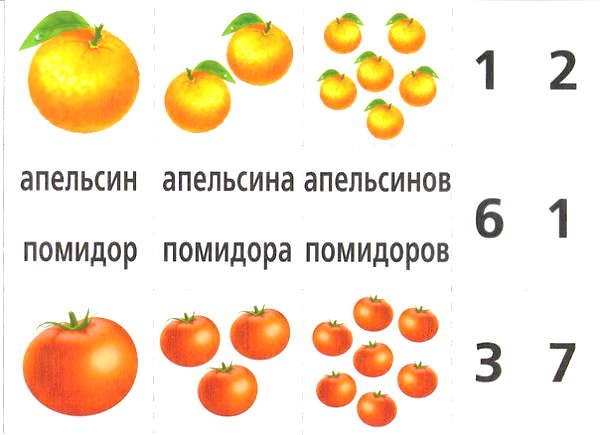 1 2
апельсин апельсина апельсинов
6 1
помидор помидора помидоров
3 7